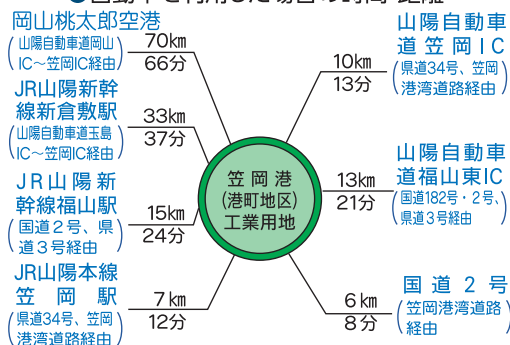 岡山桃太郎空港
(山陽自動車道岡山
IC〜笠岡IC経由)
70km
66分
JR山陽新幹
線新倉敷駅
(山陽自動車道玉島
IC〜笠岡IC経由)
33km
37分
JR山陽新
幹線福山駅
(国道2号、県
道3号経由)
15km
24分
JR山陽本線
笠岡駅
(県道34号、笠岡
港湾道路経由)
7km
12分
笠岡港
(港町地区)
工業用地
山陽自動車
道笠岡IC
(県道34号、笠岡
港湾道路経由)
10km
13分
山陽自動車
道福山東IC
(国道182号・2号、
県道3号経由)
13km
21分
国道2号
(笠岡港湾道路
経由)
6km
8分